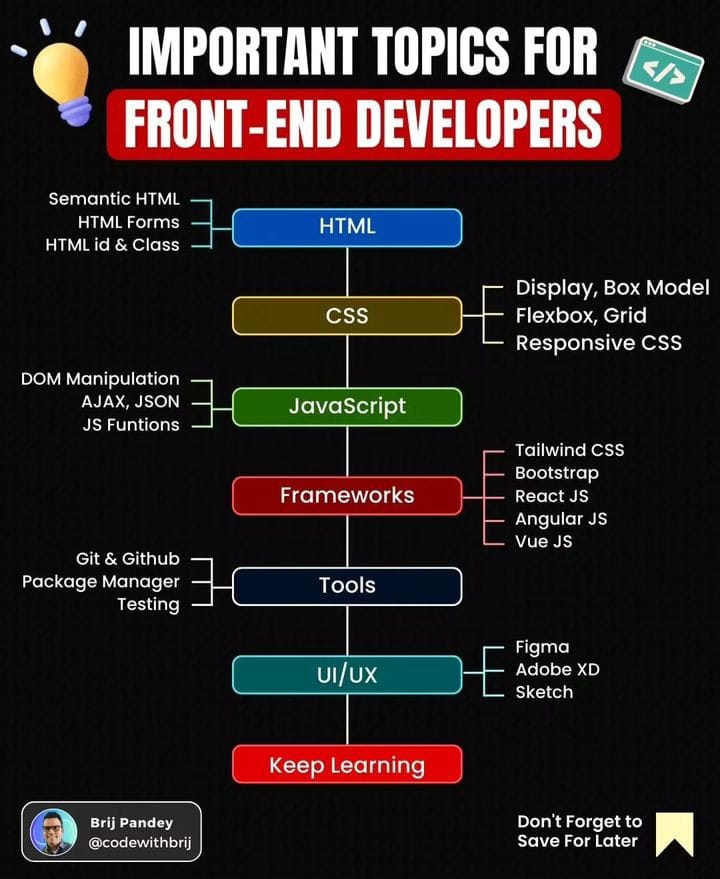 IMPORTANT TOPICS FOR
FRONT-END DEVELOPERS
</>
Semantic HTML
HTML Forms
HTML id & Class
HTML
CSS
Display, Box Model
Flexbox, Grid
Responsive CSS
DOM Manipulation
AJAX, JSON
JS Funtions
JavaScript
Frameworks
Tailwind CSS
Bootstrap
React JS
Angular JS
Vue JS
Git & Github
Package Manager
Testing
Tools
UI/UX
Figma
Adobe XD
Sketch
Keep Learning
Brij Pandey
@codewithbrij
Don't Forget to
Save For Later